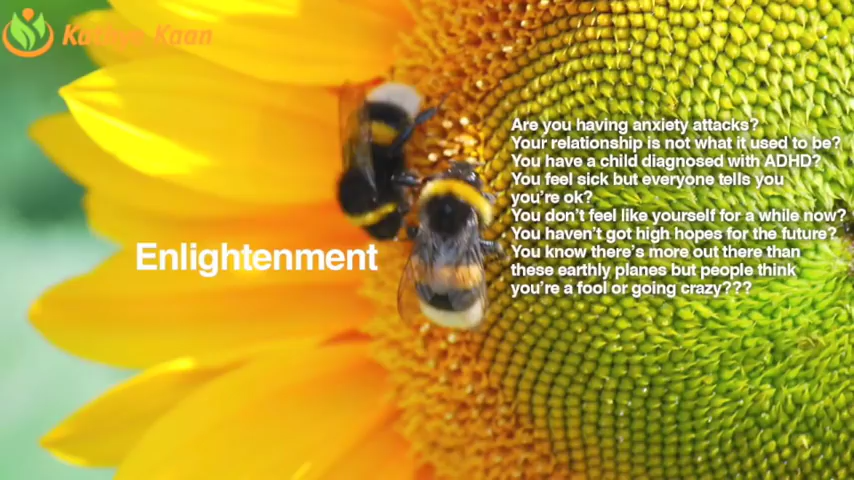 Kathye Kaan
Enlightenment
Are you having anxiety attacks?
Your relationship is not what it used to be?
You have a child diagnosed with ADHD?
You feel sick but everyone tells you
you're ok?
You don't feel like yourself for a while now?
You haven't got high hopes for the future?
You know there's more out there than
these earthly planes but people think
you're a fool or going crazy???